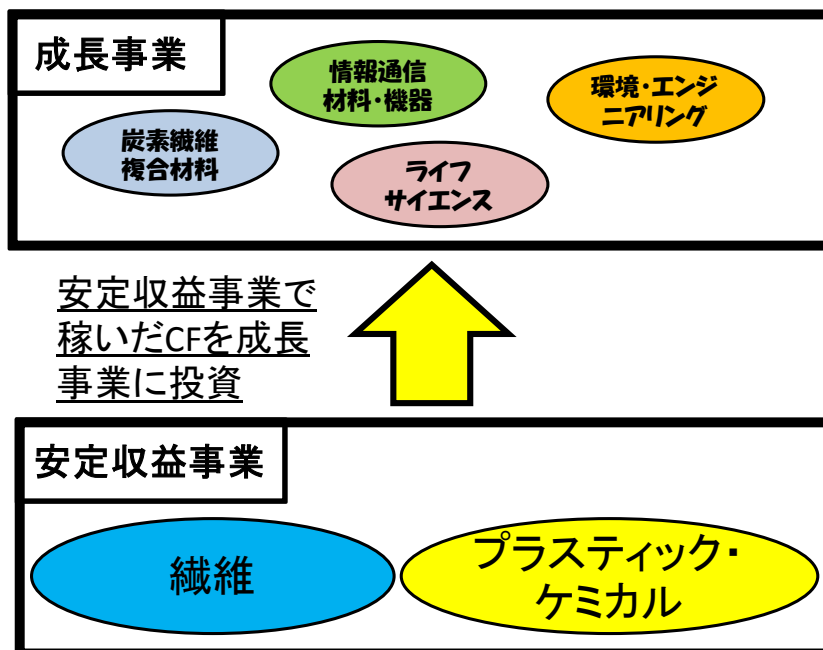 成長事業
情報通信
材料・機器
環境・エンジ
ニアリング
炭素繊維
複合材料
ライフ
サイエンス
安定収益事業で
稼いだCFを成長
事業に投資
安定収益事業
繊維
プラスティック・
ケミカル